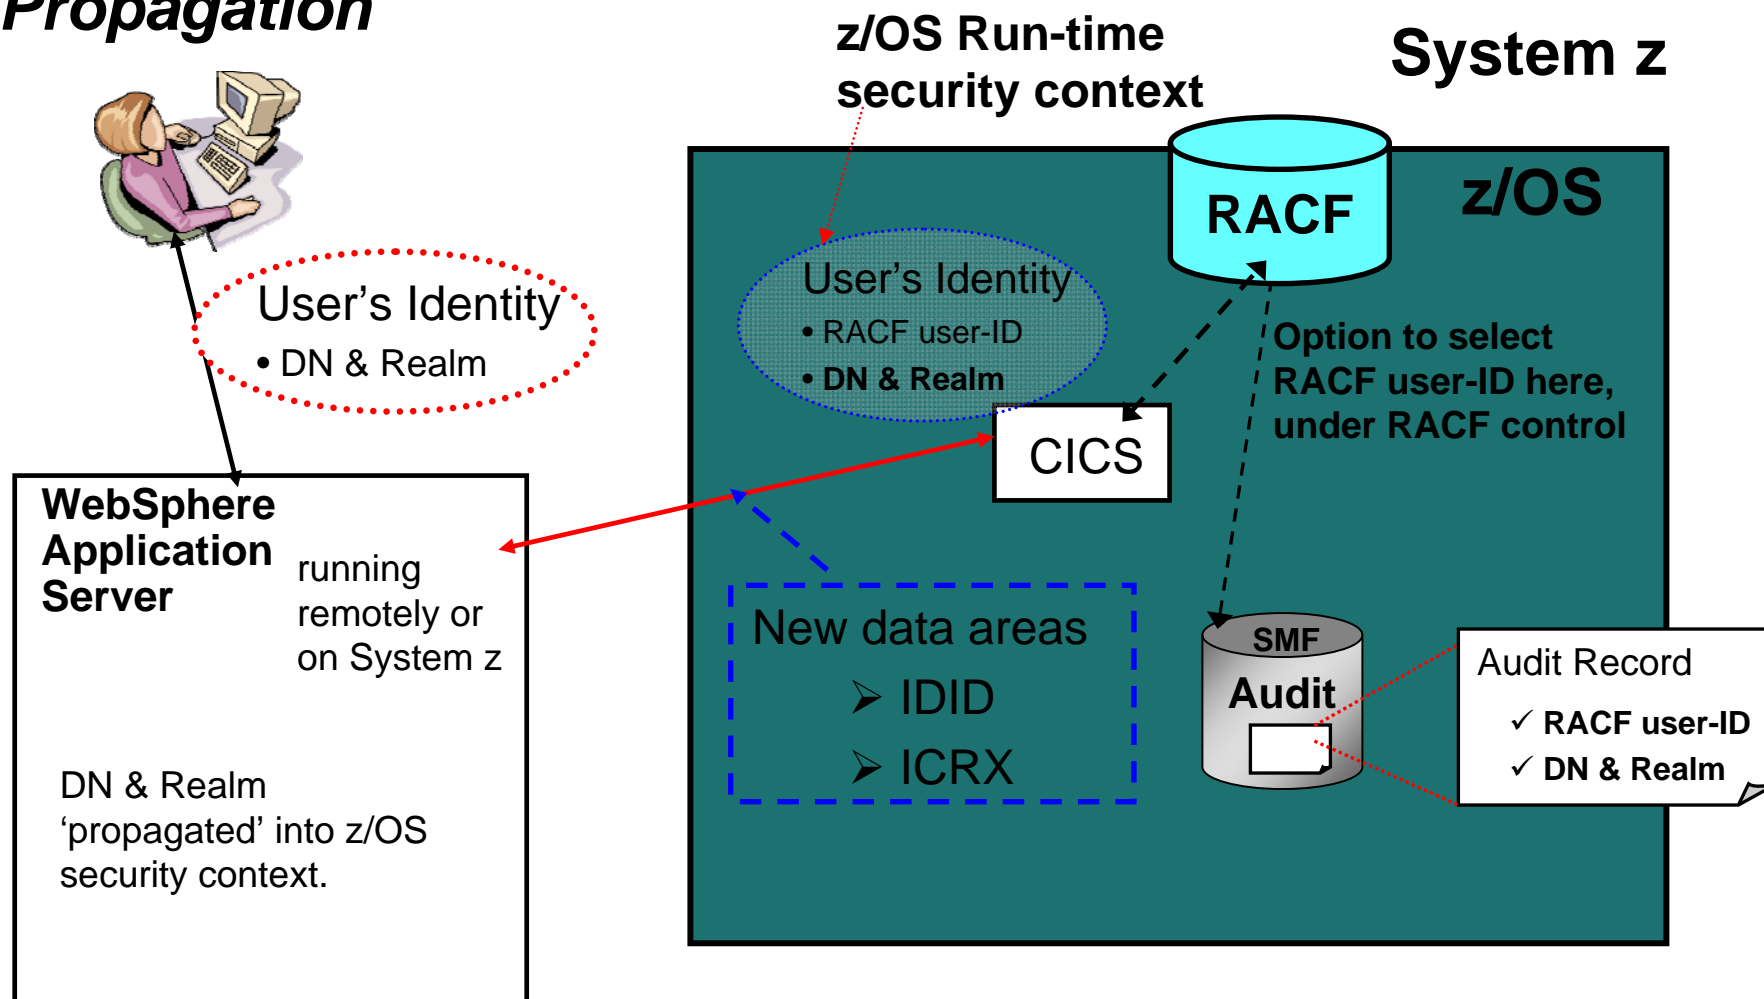 Propagation
z/OS Run-time
security context
System z
z/OS
RACF
User's Identity
• DN & Realm
User's Identity
• RACF user-ID
• DN & Realm
Option to select
RACF user-ID here,
under RACF control
CICS
WebSphere
Application
Server
running
remotely or
on System z
DN & Realm
‘propagated’ into z/OS
security context.
New data areas
➢ IDID
➢ ICRX
SMF
Audit
Audit Record
✓ RACF user-ID
✓ DN & Realm